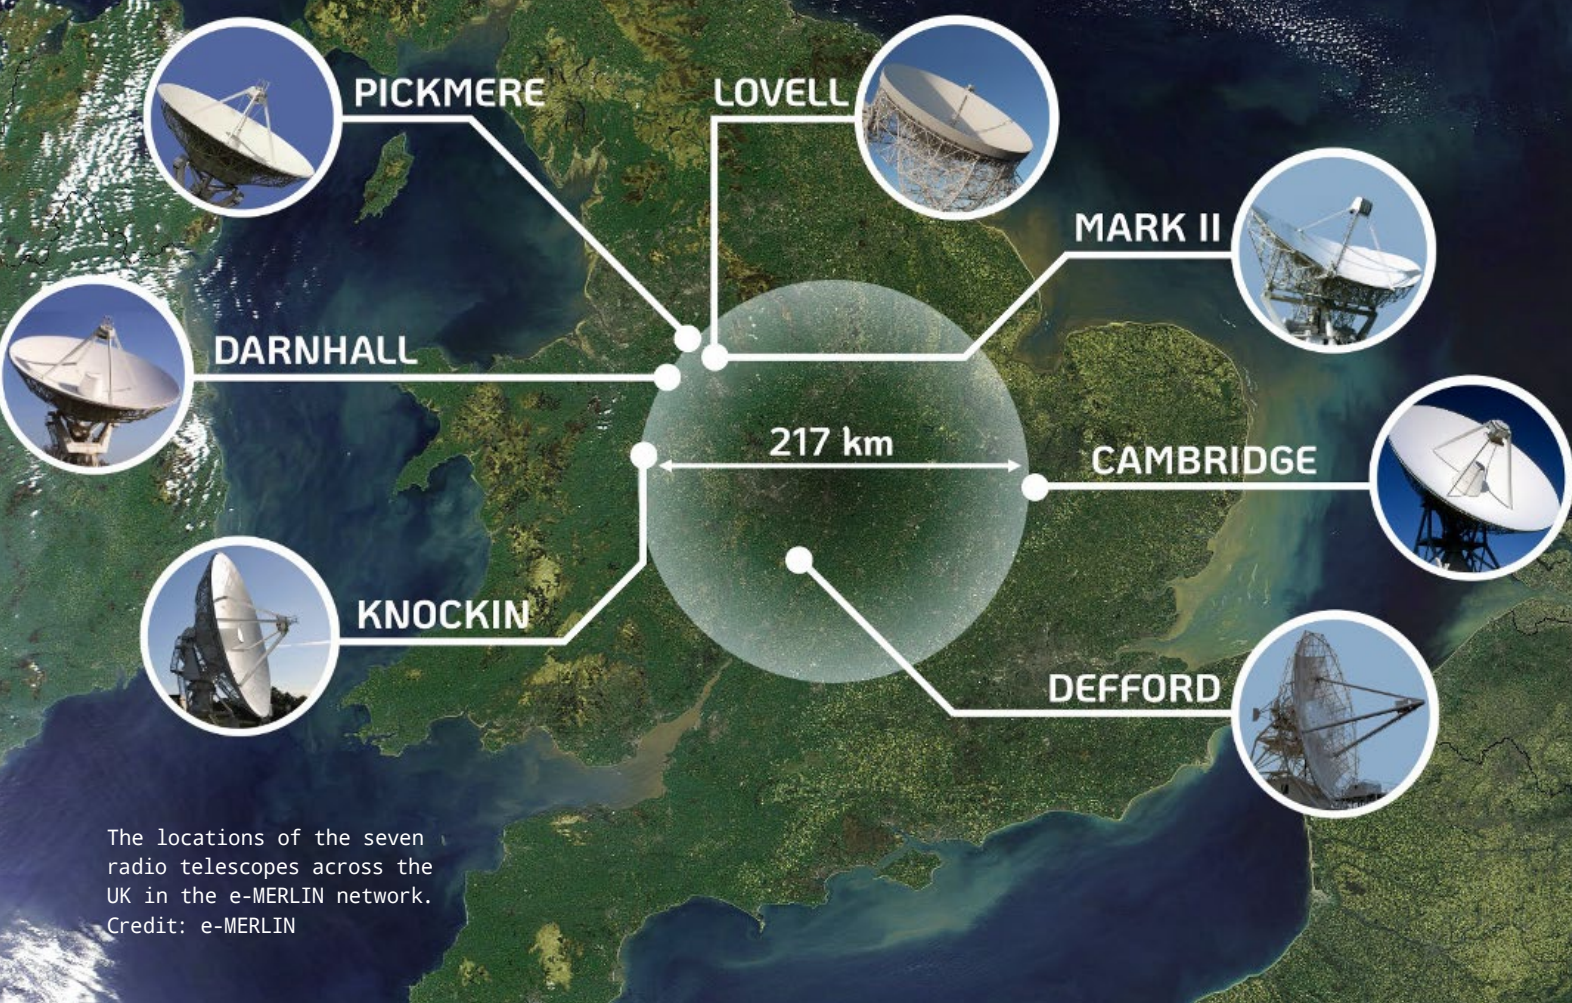 PICKMERE
LOVELL
MARK II
DARNHALL
217 km
CAMBRIDGE
KNOCKIN
DEFFORD
The locations of the seven
radio telescopes across the
UK in the e-MERLIN network.
Credit: e-MERLIN